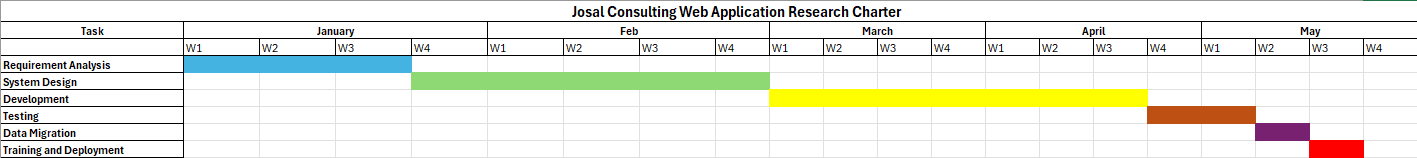 Josal Consulting Web Application Research Charter
Task January Feb March April May
W1 W2 W3 W4 W1 W2 W3 W4 W1 W2 W3 W4 W1 W2 W3 W4 W1 W2 W3 W4
Requirement Analysis
System Design
Development
Testing
Data Migration
Training and Deployment